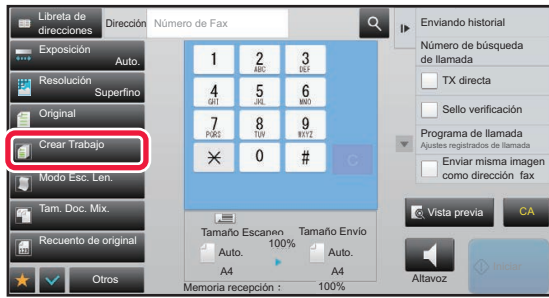 Libreta de
direcciones
Dirección
Número de Fax
Exposición
Auto.
Resolución
Superfino
Original
Crear Trabajo
Modo Esc. Len.
Tam. Doc. Mix.
Recuento de original
Otros
1
2
ABC
3
DEF
4
GHI
5
JKL
6
MNO
7
PQRS
8
TUV
9
WXYZ
0
#
C
Tamaño Escaneo
Tamaño Envío
100%
Auto.
Auto.
A4
A4
Memoria recepción :
100%
Enviando historial
Número de búsqueda
de llamada
TX directa
Sello verificación
Programa de llamada
Ajustes registrados de llamada
Enviar misma imagen
como dirección fax
Vista previa
CA
Altavoz
Iniciar